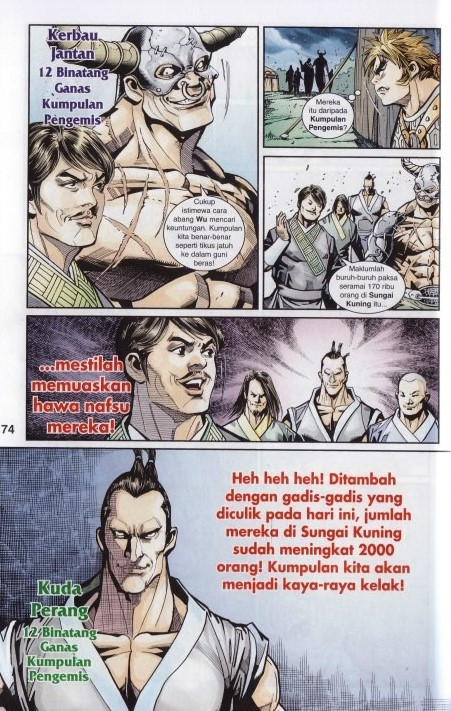 Kerbau
Jantan
12 Binatang
Ganas
Kumpulan
Pengemis
Cukup
istimewa cara
abang Wu mencari
keuntungan. Kumpulan
kita benar-benar
seperti tikus jatuh
ke dalam guni
beras!
Mereka
itu daripada
Kumpulan
Pengemis?
Maklumlah
buruh-buruh paksa
seramai 170 ribu
orang di Sungai
Kuning itu...
...mestilah
memuaskan
hawa nafsu
mereka!
74
Heh heh heh! Ditambah
dengan gadis-gadis yang
diculik pada hari ini, jumlah
mereka di Sungai Kuning
sudah meningkat 2000
orang! Kumpulan kita akan
menjadi kaya-raya kelak!
Kuda
Perang
12 Binatang
Ganas
Kumpulan
Pengemis